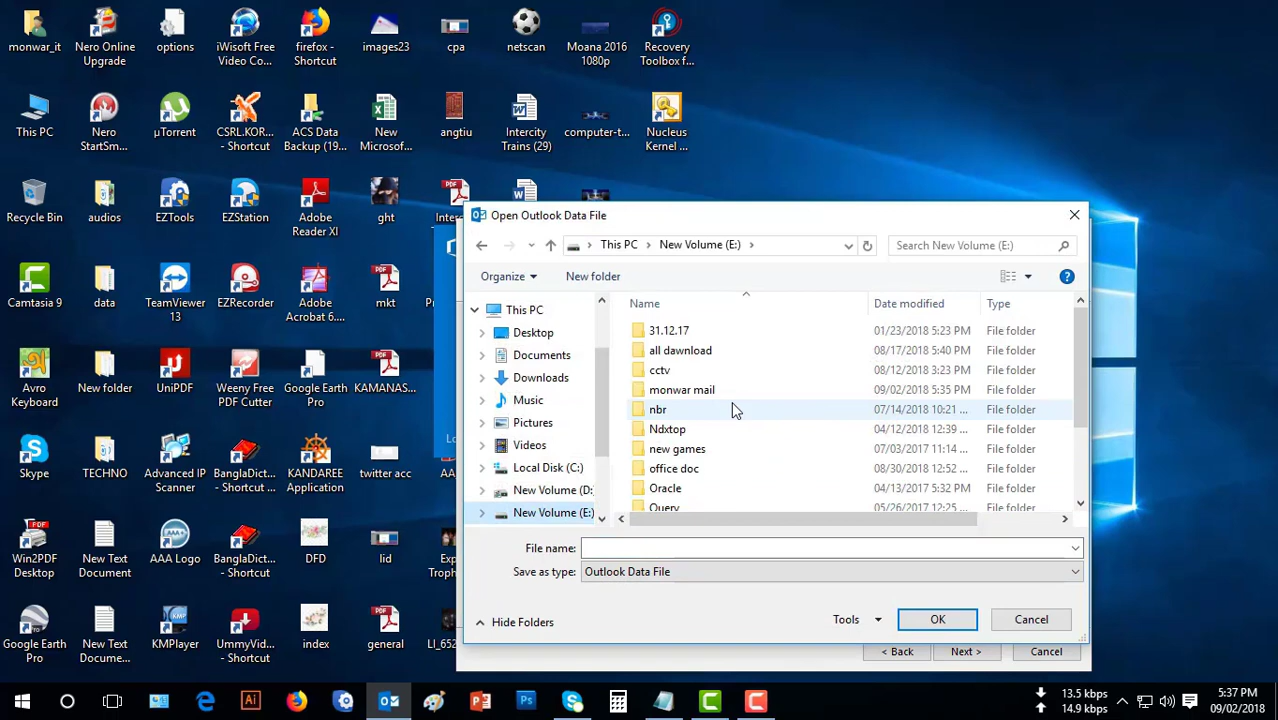 monwar_it
Nero Online
Upgrade
options
iWisoft Free
Video Co...
firefox -
Shortcut
images23
cpa
netscan
Moana 2016
1080p
Recovery
Toolbox f...
This PC
Nero
StartSm...
µTorrent
CSRL.KOR...
- Shortcut
ACS Data
Backup (19...
New
Microsof...
angtiu
Intercity
Trains (29)
computer-t...
Nucleus
Kernel ...
Recycle Bin
audios
EZTools
EZStation
Adobe
Reader XI
ght
Camtasia 9
data
TeamViewer
13
EZRecorder
Adobe
Acrobat 6....
mkt
Avro
Keyboard
New folder
UniPDF
Weeny Free
PDF Cutter
Google Earth
Pro
KAMANAS...
Skype
TECHNO
Advanced IP
Scanner
BanglaDict...
- Shortcut ...
KANDAREE
Application
twitter acc
Win2PDF
Desktop
New Text
Document
AAA Logo
BanglaDict...
- Shortcut
DFD
lid
Exp
Troph
Google Earth
Pro
New Text
Docume...
KMPlayer
UmmyVid...
- Shortcut
index
general
LI_652
Open Outlook Data File
This PC
New Volume (E:)
Search New Volume (E:)
Organize
New folder
This PC
Desktop
Documents
Downloads
Music
Pictures
Videos
Local Disk (C:)
New Volume (D:
New Volume (E:)
Name Date modified Type
31.12.17 01/23/2018 5:23 PM File folder
all dawnload 08/17/2018 5:40 PM File folder
cctv 08/12/2018 3:23 PM File folder
monwar mail 09/02/2018 5:35 PM File folder
nbr 07/14/2018 10:21 ... File folder
Ndxtop 04/12/2018 12:39 ... File folder
new games 07/03/2017 11:14 ... File folder
office doc 08/30/2018 12:52 ... File folder
Oracle 04/13/2017 5:32 PM File folder
Query 05/26/2017 12:25 ... File folder
File name:
Save as type: Outlook Data File
Hide Folders
Tools
OK
Cancel
< Back
Next >
Cancel
13.5 kbps
14.9 kbps
5:37 PM
09/02/2018